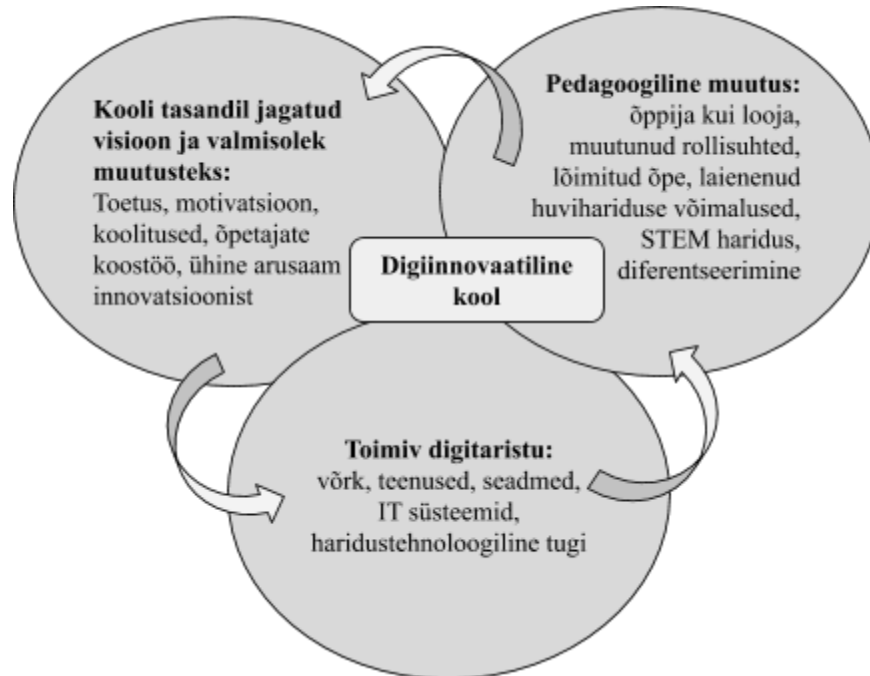 Kooli tasandil jagatud
visioon ja valmisolek
muutusteks:
Toetus, motivatsioon,
koolitused, õpetajate
koostöö, ühine arusaam
innovatsioonist
Pedagoogiline muutus:
õppija kui looja,
muutunud rollisuhted,
lõimitud õpe, laienenud
huvihariduse võimalused,
STEM haridus,
diferentseerimine
Digiinnovaatiline
kool
Toimiv digitaristu:
võrk, teenused, seadmed,
IT süsteemid,
haridustehnoloogiline tugi